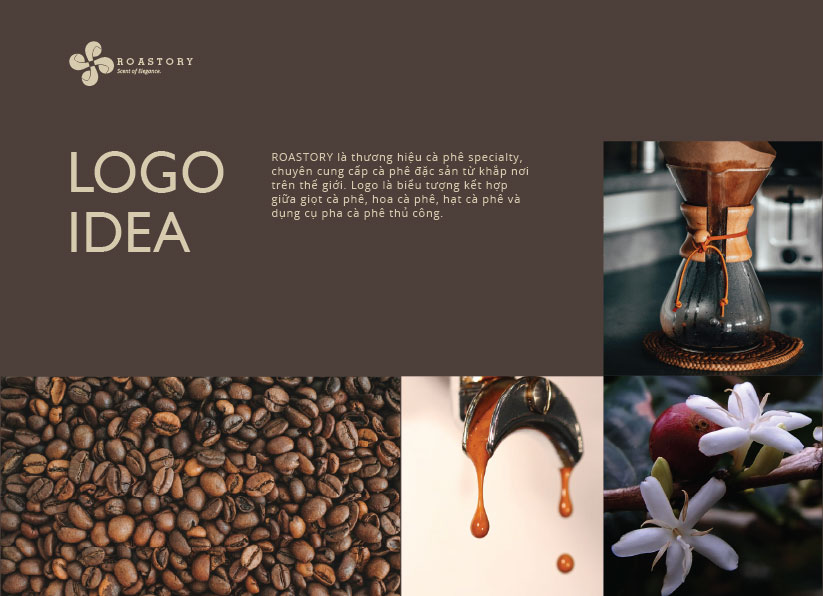 ROASTORY
Scent of Elegance.
LOGO
IDEA
ROASTORY là thương hiệu cà phê specialty,
chuyên cung cấp cà phê đặc sản từ khắp nơi
trên thế giới. Logo là biểu tượng kết hợp
giữa giọt cà phê, hoa cà phê, hạt cà phê và
dụng cụ pha cà phê thủ công.